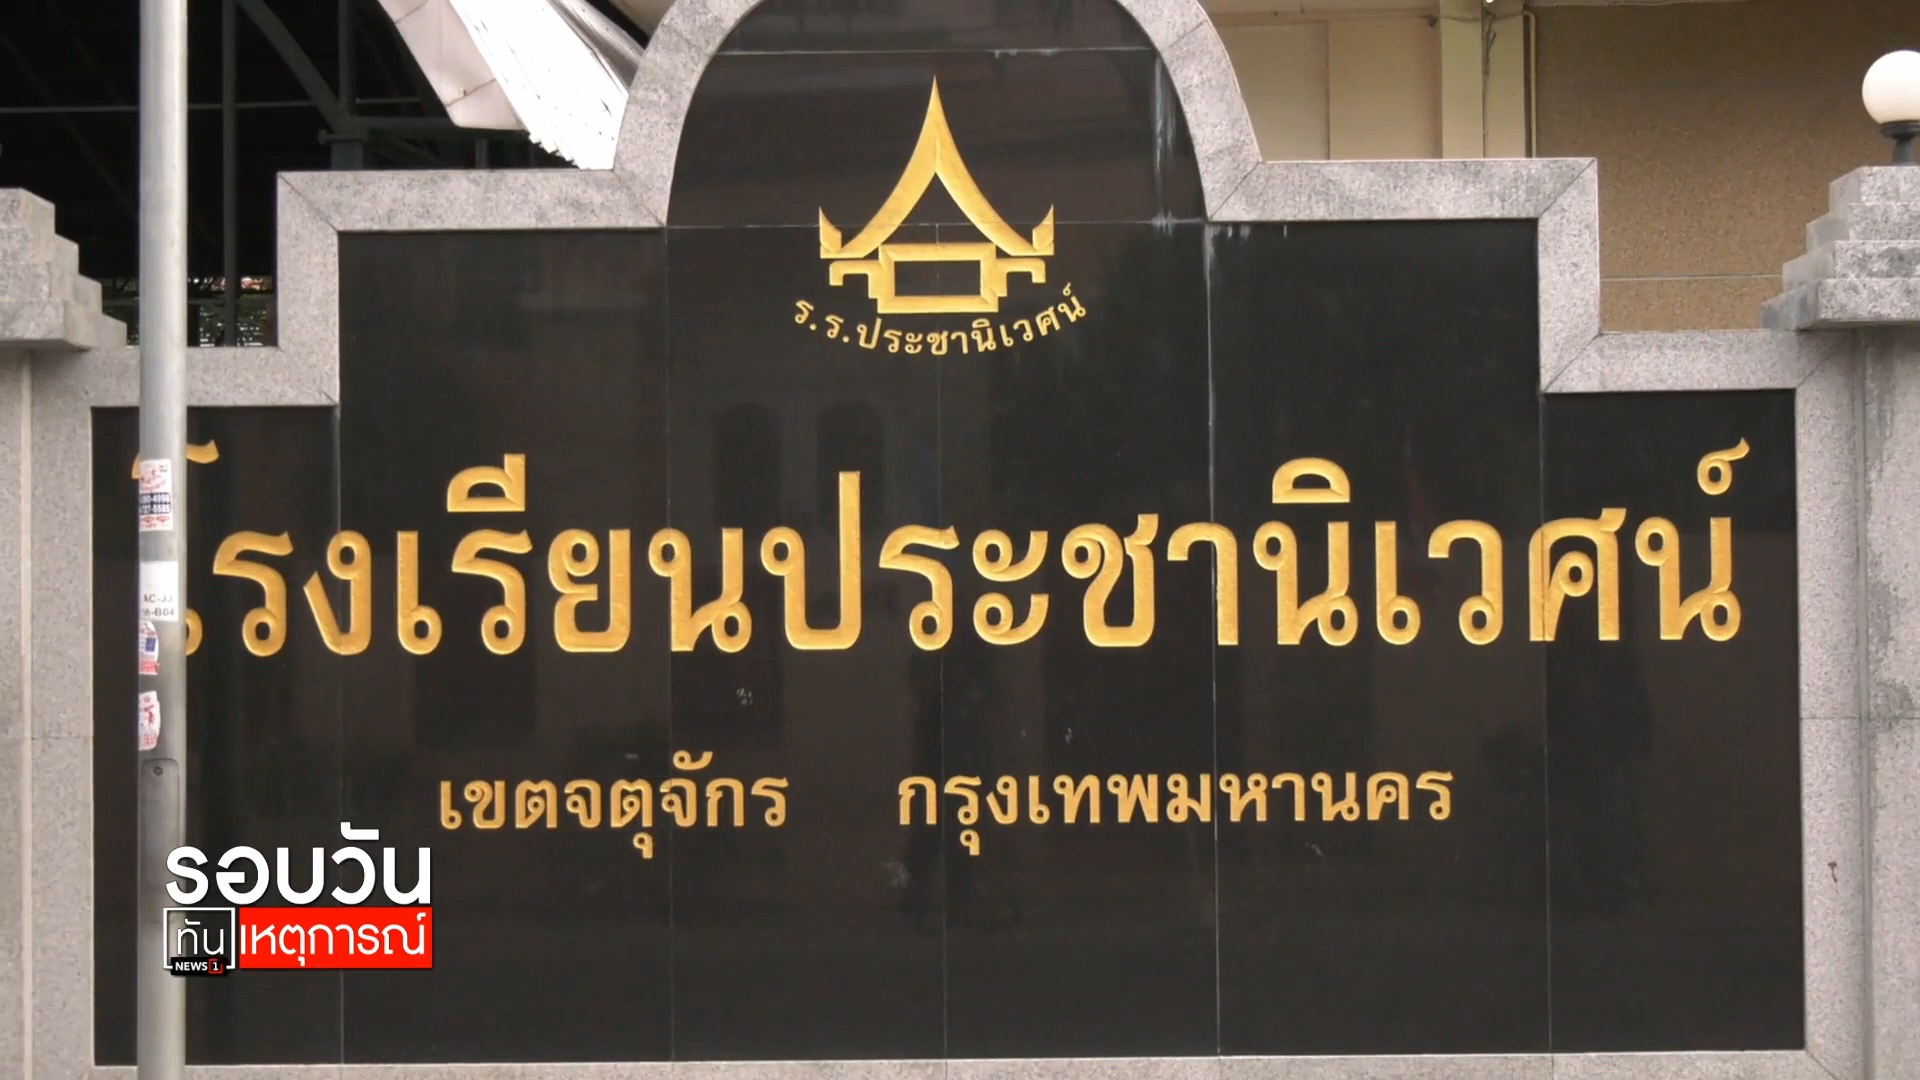 ร.ร.ประชานิเวศน์
โรงเรียนประชานิเวศน์
เขตจตุจักร กรุงเทพมหานคร
รอบวัน
ทันเหตุการณ์
NEWS1